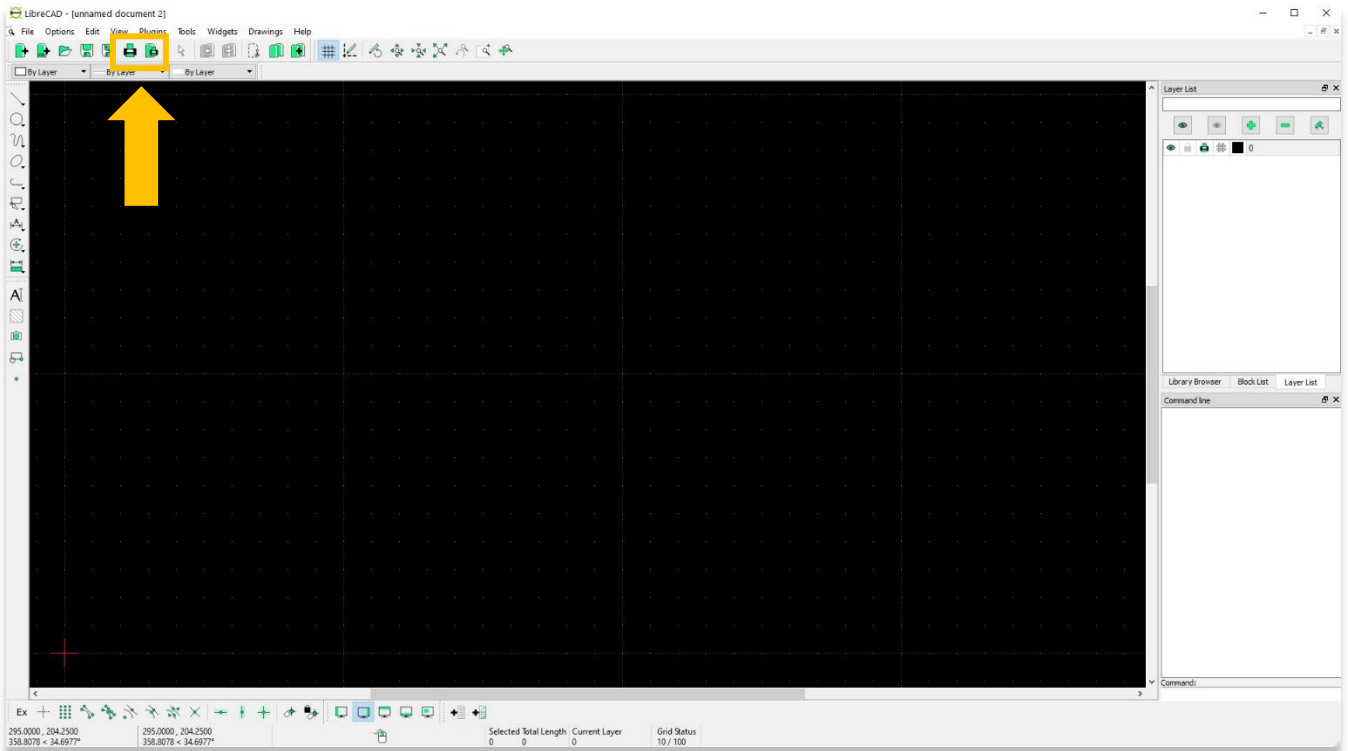 LibreCAD - [unnamed document 2]
File Options Edit View Plugins Tools Widgets Drawings Help
By Layer By Layer By Layer
Layer List
0
A
Library Browser Block List Layer List
Command line
Command:
Ex
295.0000 , 204.2500 295.0000 , 204.2500 Selected Total Length Current Layer Grid Status
358.8078 < 34.6977° 358.8078 < 34.6977° 0 0 0 10 / 100